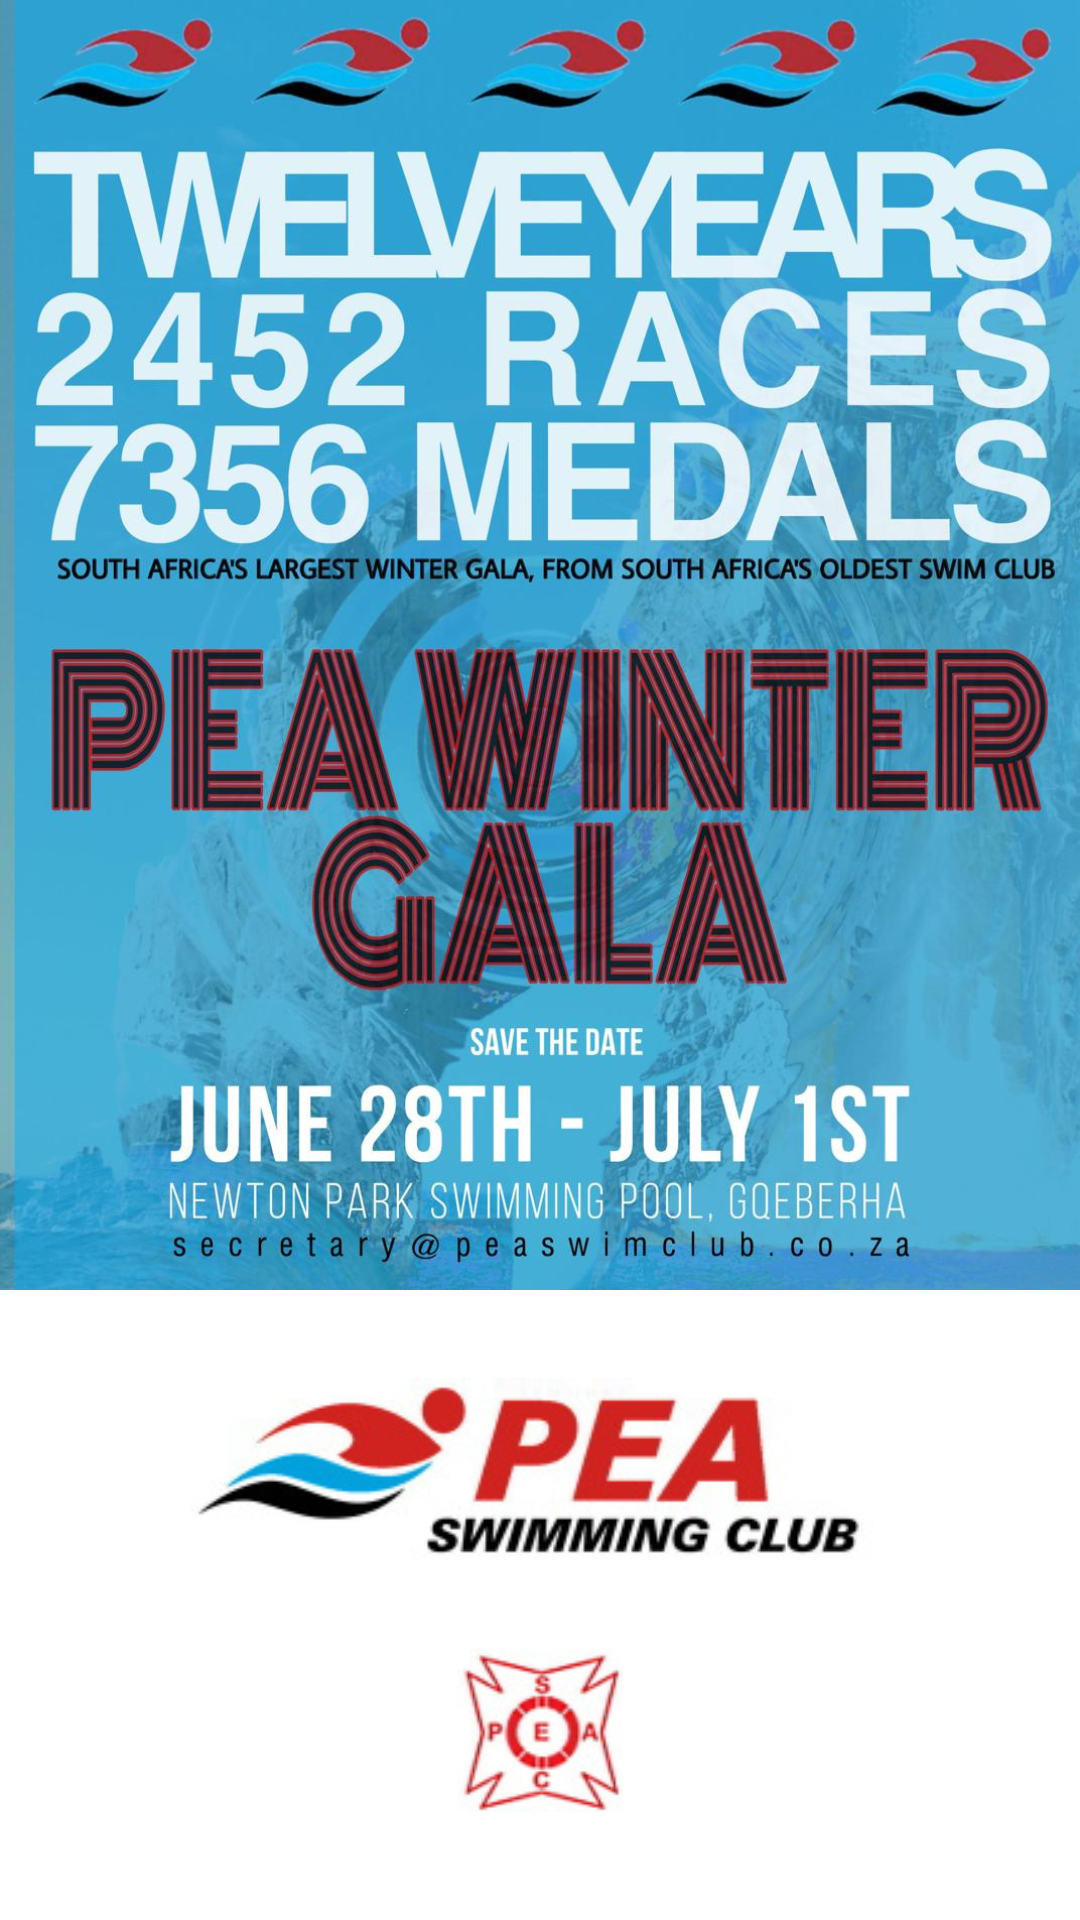 TWELVEYEARS
2452 RACES
7356 MEDALS
SOUTH AFRICA'S LARGEST WINTER GALA, FROM SOUTH AFRICA'S OLDEST SWIM CLUB
PEA WINTER
GALA
SAVE THE DATE
JUNE 28TH - JULY 1ST
NEWTON PARK SWIMMING POOL, GQEBERHA
secretary@peaswimclub.co.za
PEA
SWIMMING CLUB
S
P E A
C